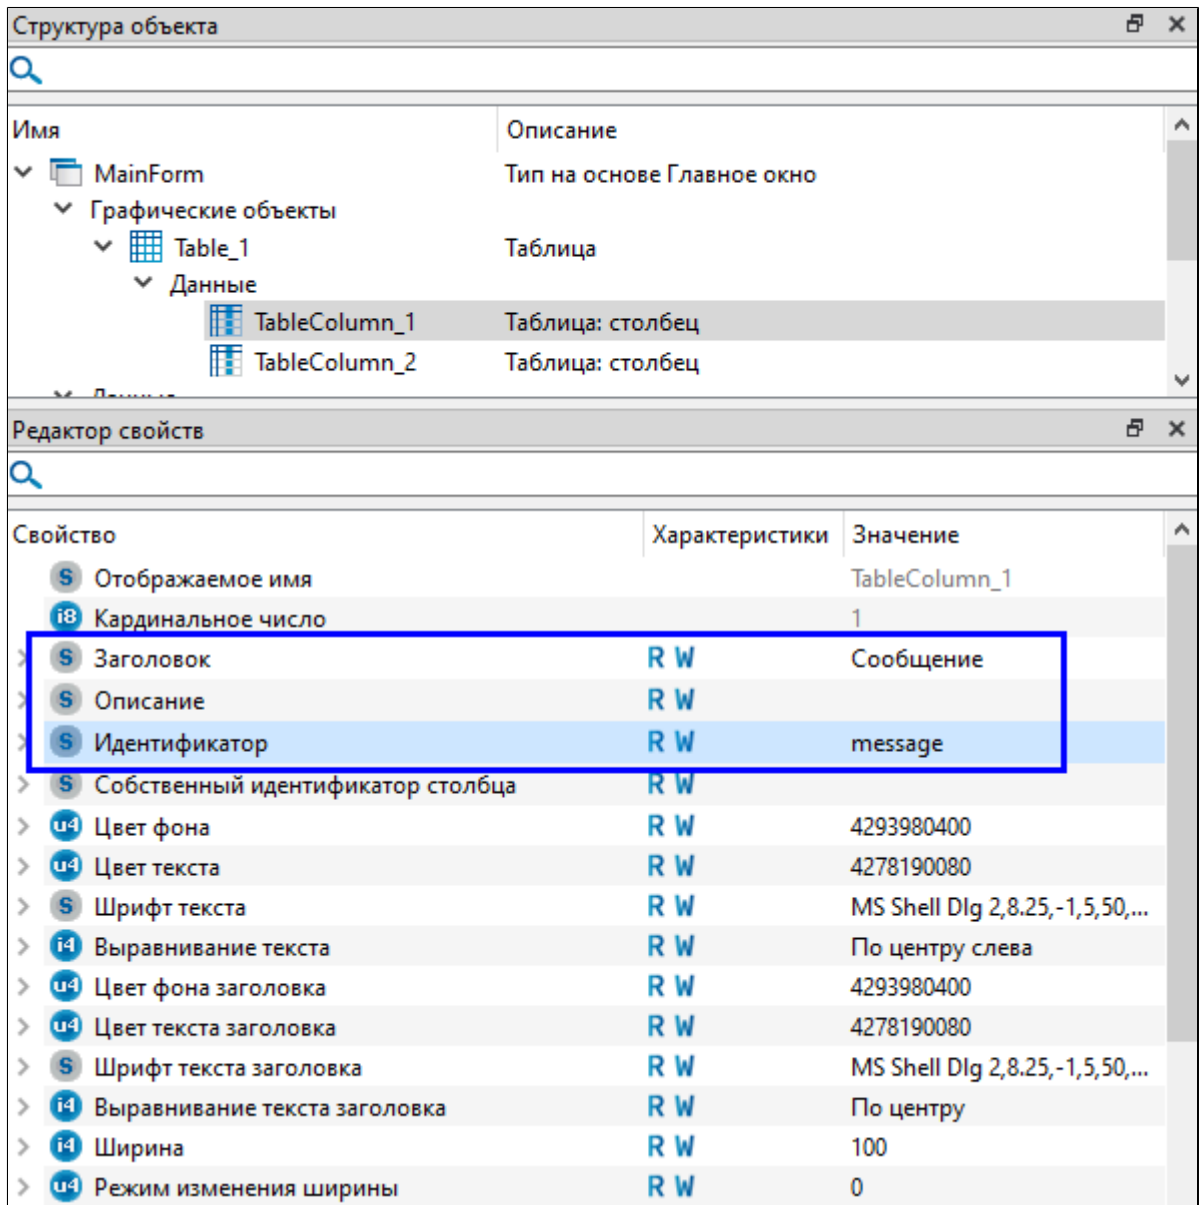 Структура объекта
Имя Описание
MainForm Тип на основе Главное окно
Графические объекты
Table_1 Таблица
Данные
TableColumn_1 Таблица: столбец
TableColumn_2 Таблица: столбец
Редактор свойств
Свойство Характеристики Значение
S Отображаемое имя TableColumn_1
i8 Кардинальное число 1
S Заголовок R W Сообщение
S Описание R W
S Идентификатор R W message
S Собственный идентификатор столбца R W
u4 Цвет фона R W 4293980400
u4 Цвет текста R W 4278190080
S Шрифт текста R W MS Shell Dlg 2,8.25,-1,5,50,...
i4 Выравнивание текста R W По центру слева
u4 Цвет фона заголовка R W 4293980400
u4 Цвет текста заголовка R W 4278190080
S Шрифт текста заголовка R W MS Shell Dlg 2,8.25,-1,5,50,...
i4 Выравнивание текста заголовка R W По центру
i4 Ширина R W 100
u4 Режим изменения ширины R W 0